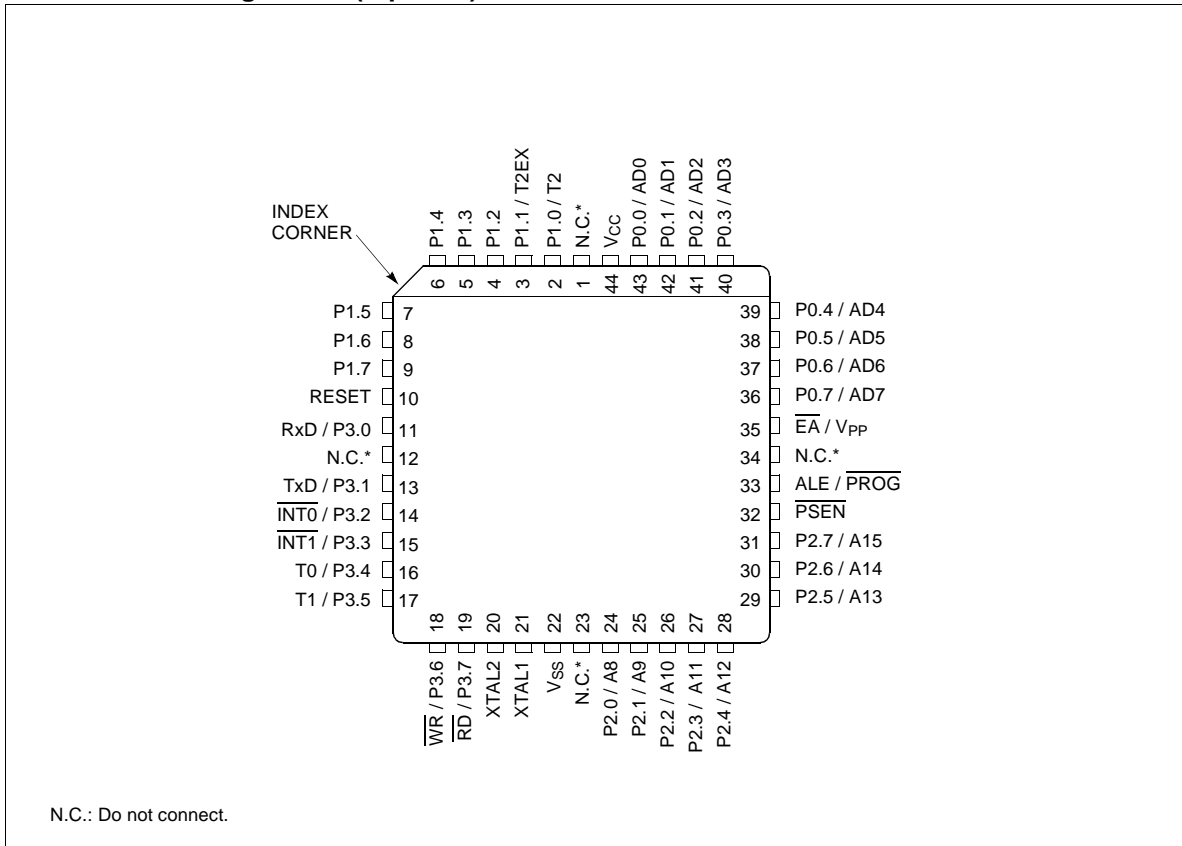 INDEX
CORNER
P1.4
P1.3
P1.2
P1.1 / T2EX
P1.0 / T2
N.C.*
VCC
P0.0 / AD0
P0.1 / AD1
P0.2 / AD2
P0.3 / AD3
6
5
4
3
2
1
44
43
42
41
40
P1.5 7
P1.6 8
P1.7 9
RESET 10
RxD / P3.0 11
N.C.* 12
TxD / P3.1 13
INT0 / P3.2 14
INT1 / P3.3 15
T0 / P3.4 16
T1 / P3.5 17
39 P0.4 / AD4
38 P0.5 / AD5
37 P0.6 / AD6
36 P0.7 / AD7
35 EA / VPP
34 N.C.*
33 ALE / PROG
32 PSEN
31 P2.7 / A15
30 P2.6 / A14
29 P2.5 / A13
18
19
20
21
22
23
24
25
26
27
28
WR / P3.6
RD / P3.7
XTAL2
XTAL1
VSS
N.C.*
P2.0 / A8
P2.1 / A9
P2.2 / A10
P2.3 / A11
P2.4 / A12
N.C.: Do not connect.